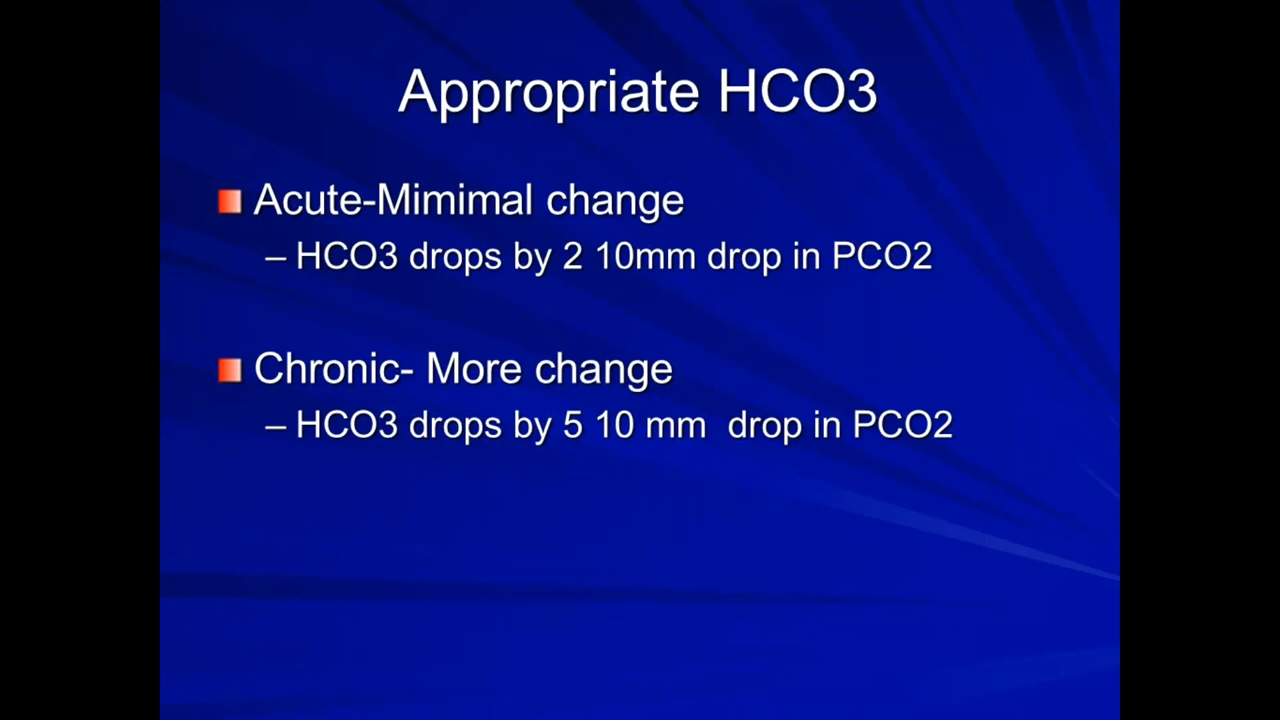 Appropriate HCO3
Acute-Mimimal change
– HCO3 drops by 2 10mm drop in PCO2
Chronic- More change
– HCO3 drops by 5 10 mm  drop in PCO2